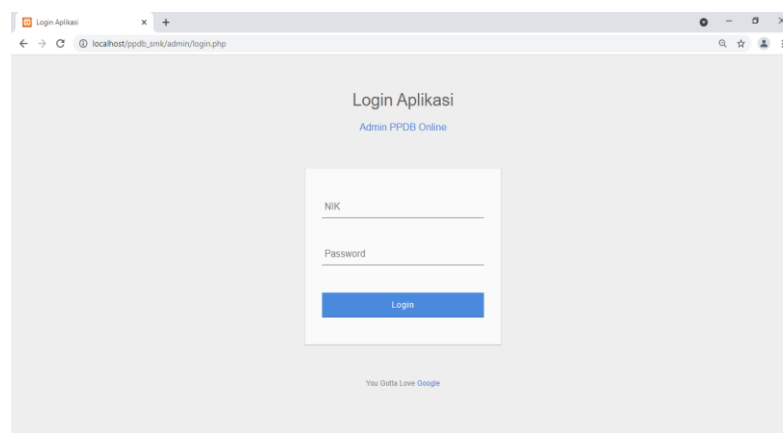 Login Aplikasi
localhost/ppdb_smk/admin/login.php
Login Aplikasi
Admin PPDB Online
NIK
Password
Login
You Gotta Love Google